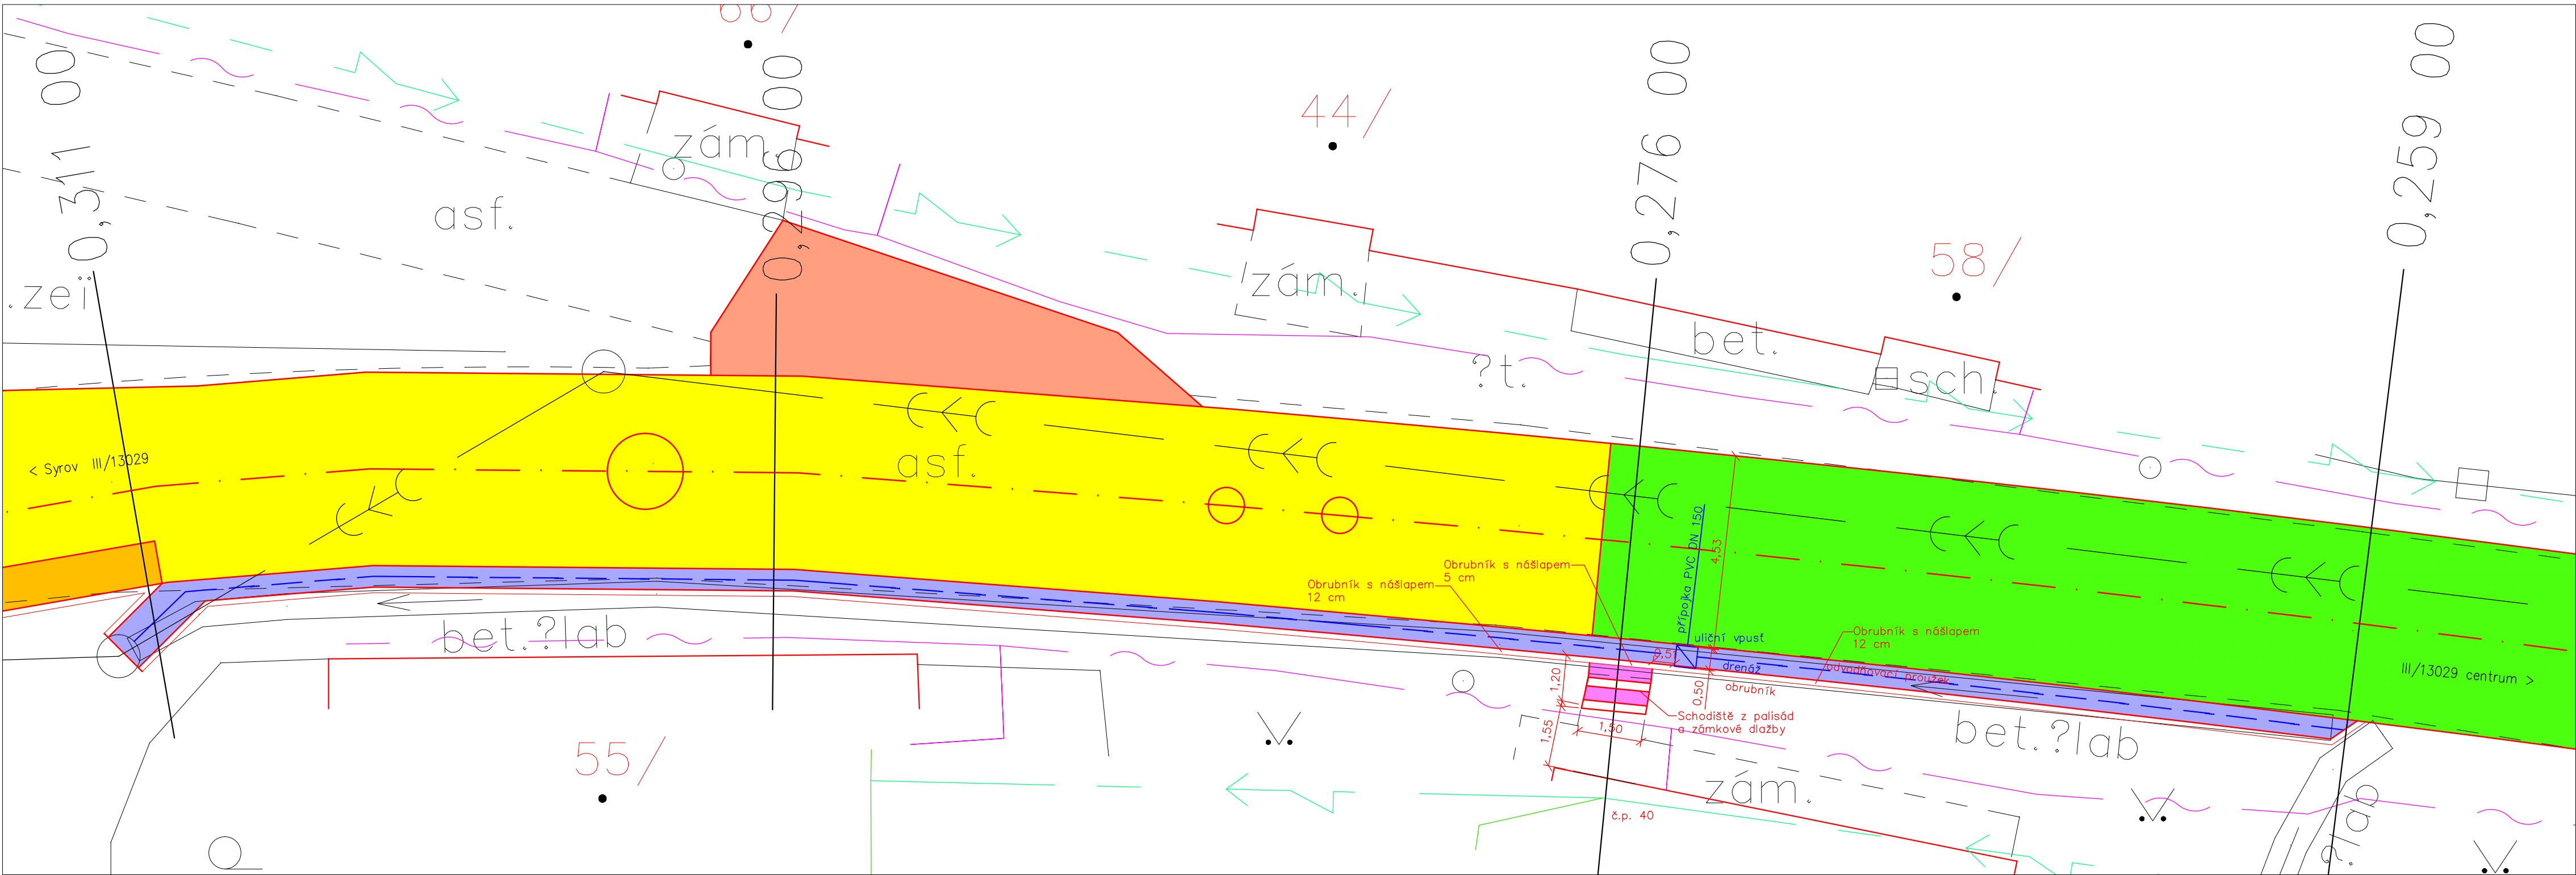 0,311 00
66/
0,296 00
44/
0,276 00
58/
0,259 00
zám.
asf.
zám.
bet.
?t.
sch.
< Syrov III/13029
asf.
přípojka PVC DN 150
4,53
Obrubník s nášlapem
5 cm
Obrubník s nášlapem
12 cm
bet.?lab
uliční vpusť
Obrubník s nášlapem
12 cm
0,5
drenáž
odvodňovací proužek
III/13029 centrum >
1,20
0,50
obrubník
Schodiště z palisád
a zámkové dlažby
1,50
1,55
bet.?lab
55/
zám.
č.p. 40
?lab